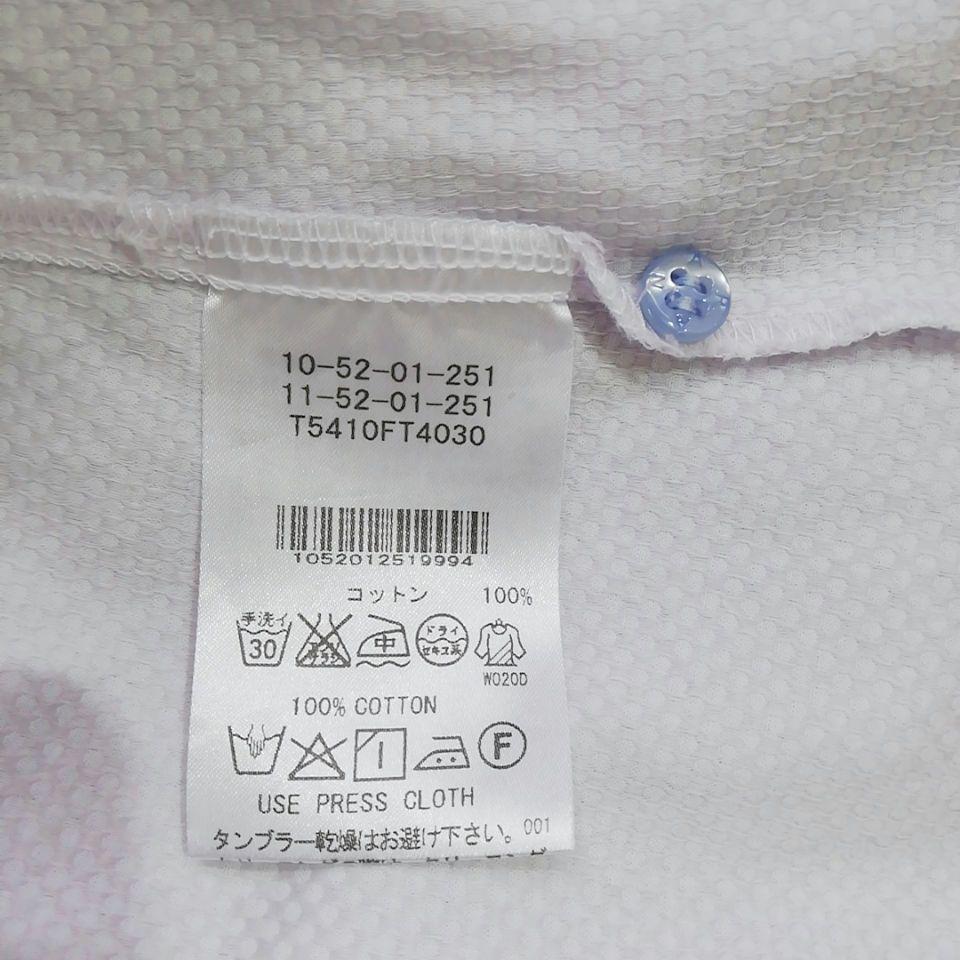 10-52-01-251
11-52-01-251
T5410FT4030
1052012519994
コットン 100%
手洗イ
30 中 ドライ セキユ系
W020D
100% COTTON
F
USE PRESS CLOTH
タンブラー乾燥はお避け下さい。 001